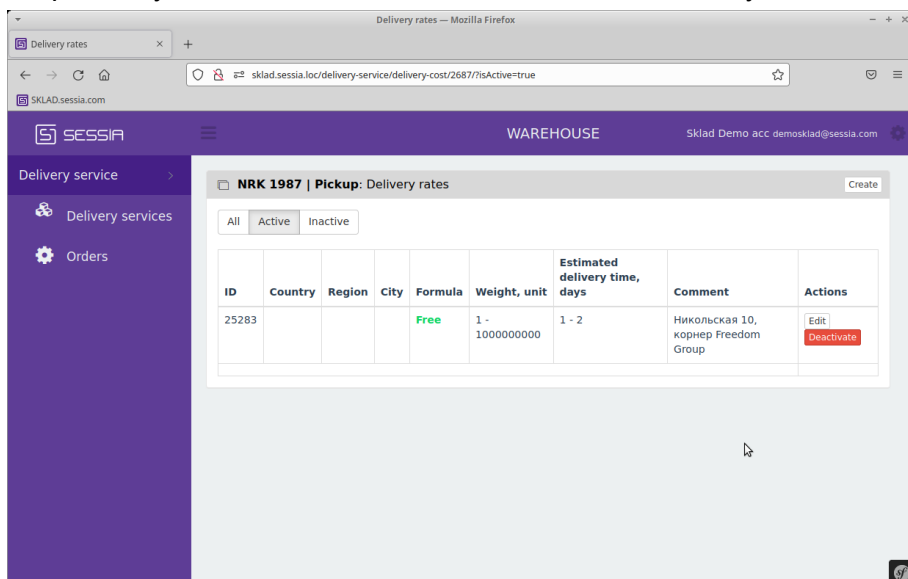 Delivery rates — Mozilla Firefox
Delivery rates
sklad.sessia.loc/delivery-service/delivery-cost/2687/?isActive=true
SKLAD.sessia.com
SESSIA
WAREHOUSE
Sklad Demo acc demosklad@sessia.com
Delivery service
Delivery services
Orders
NRK 1987 | Pickup: Delivery rates
Create
All Active Inactive
ID Country Region City Formula Weight, unit Estimated delivery time, days Comment Actions
25283 Free 1 - 1000000000 1 - 2 Никольская 10, корнер Freedom Group Edit
Deactivate
sf